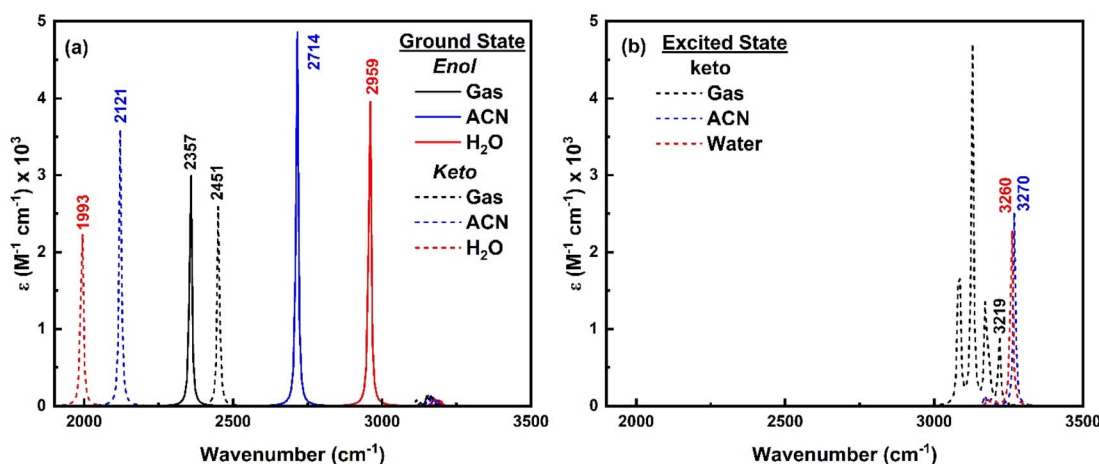 (a)
Ground State
Enol
Gas
ACN
H₂O
Keto
Gas
ACN
H₂O
1993
2121
2357
2451
2714
2959
ε (M⁻¹ cm⁻¹) x 10³
5
4
3
2
1
0
2000 2500 3000 3500
Wavenumber (cm⁻¹)
(b)
Excited State
keto
Gas
ACN
Water
3219
3260
3270
ε (M⁻¹ cm⁻¹) x 10³
5
4
3
2
1
0
2000 2500 3000 3500
Wavenumber (cm⁻¹)